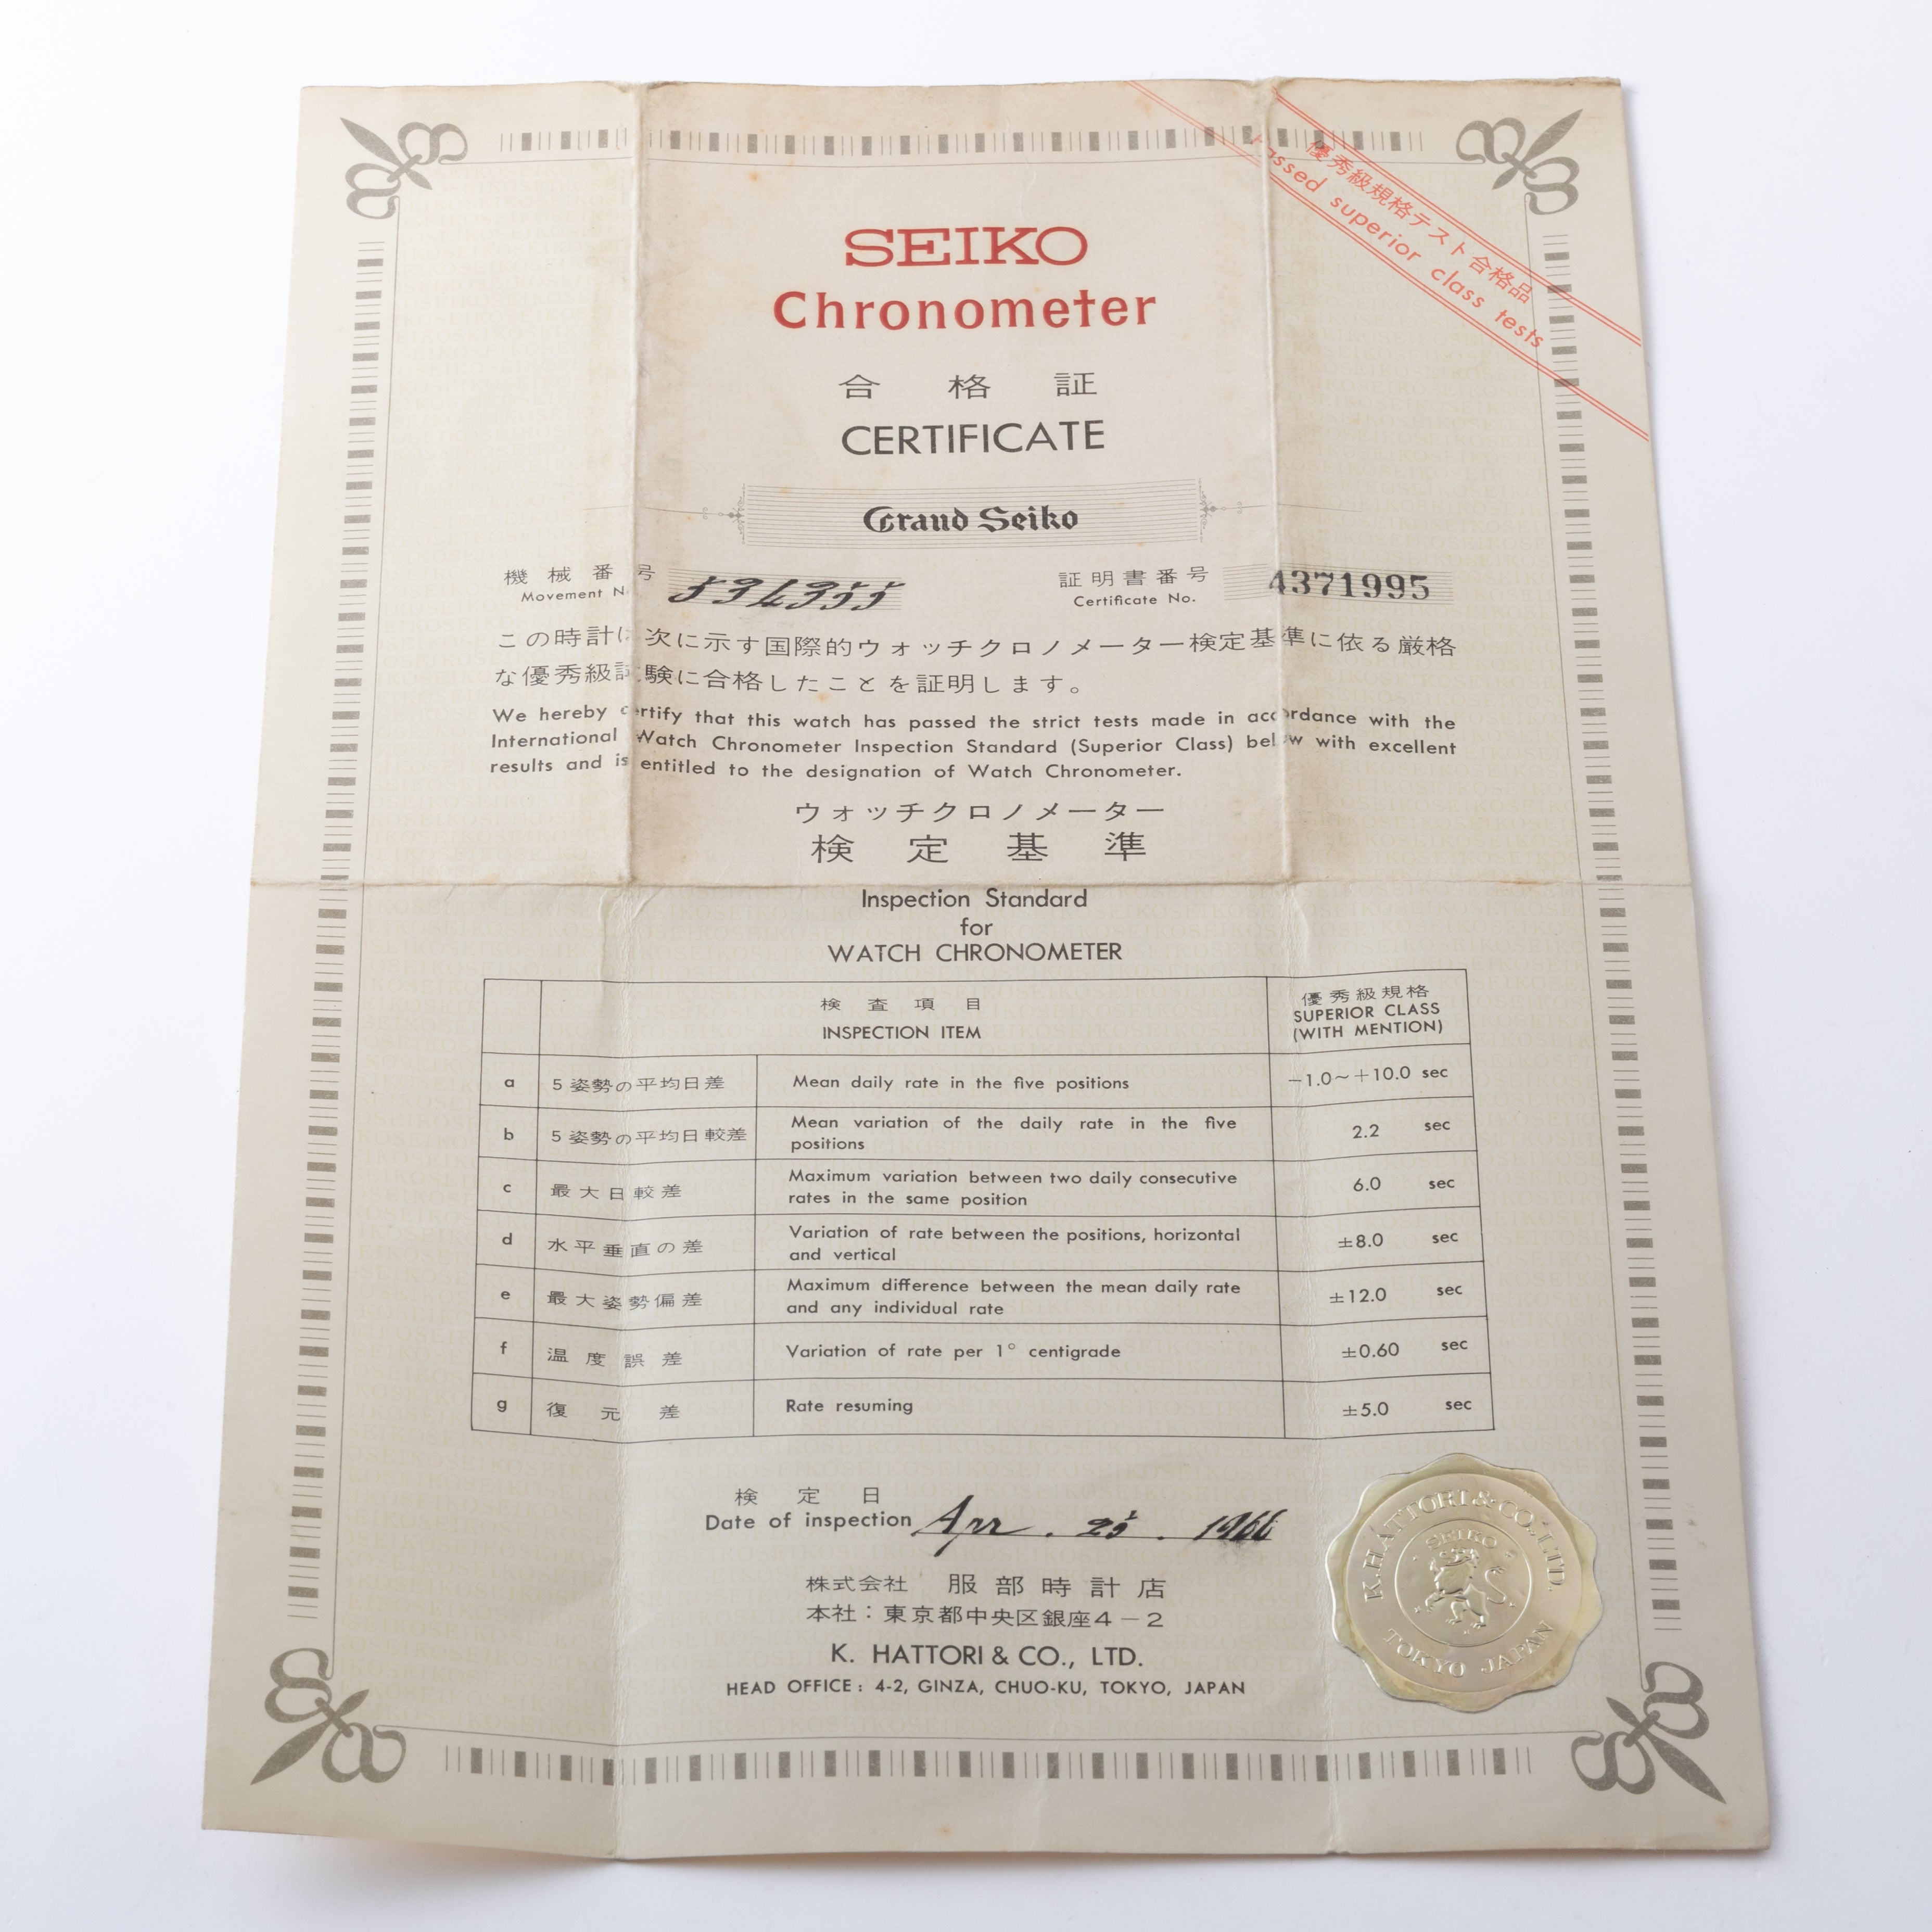 優秀級規格テスト合格品
Passed superior class tests
SEIKO
Chronometer
合格証
CERTIFICATE
Grand Seiko
機械番号
Movement N
証明書番号 4371995
Certificate No.
この時計は次に示す国際的ウォッチクロノメーター検定基準に依る厳格
な優秀級試験に合格したことを証明します。
We hereby certify that this watch has passed the strict tests made in accordance with the
International Watch Chronometer Inspection Standard (Superior Class) below with excellent
results and is entitled to the designation of Watch Chronometer.
ウォッチクロノメーター
検定基準
Inspection Standard
for
WATCH CHRONOMETER
検査項目
INSPECTION ITEM
優秀級規格
SUPERIOR CLASS
(WITH MENTION)
a 5姿勢の平均日差 Mean daily rate in the five positions −1.0~+10.0 sec
b 5姿勢の平均日較差 Mean variation of the daily rate in the five
positions 2.2 sec
c 最大日較差 Maximum variation between two daily consecutive
rates in the same position 6.0 sec
d 水平垂直の差 Variation of rate between the positions, horizontal
and vertical ±8.0 sec
e 最大姿勢偏差 Maximum difference between the mean daily rate
and any individual rate ±12.0 sec
f 温度誤差 Variation of rate per 1° centigrade ±0.60 sec
g 復元差 Rate resuming ±5.0 sec
検定日
Date of inspection Apr. 25. 1966
株式会社 服部時計店
本社：東京都中央区銀座4−2
K. HATTORI & CO., LTD.
HEAD OFFICE: 4-2, GINZA, CHUO-KU, TOKYO, JAPAN
K. HATTORI & CO., LTD.
SEIKO
TOKYO JAPAN